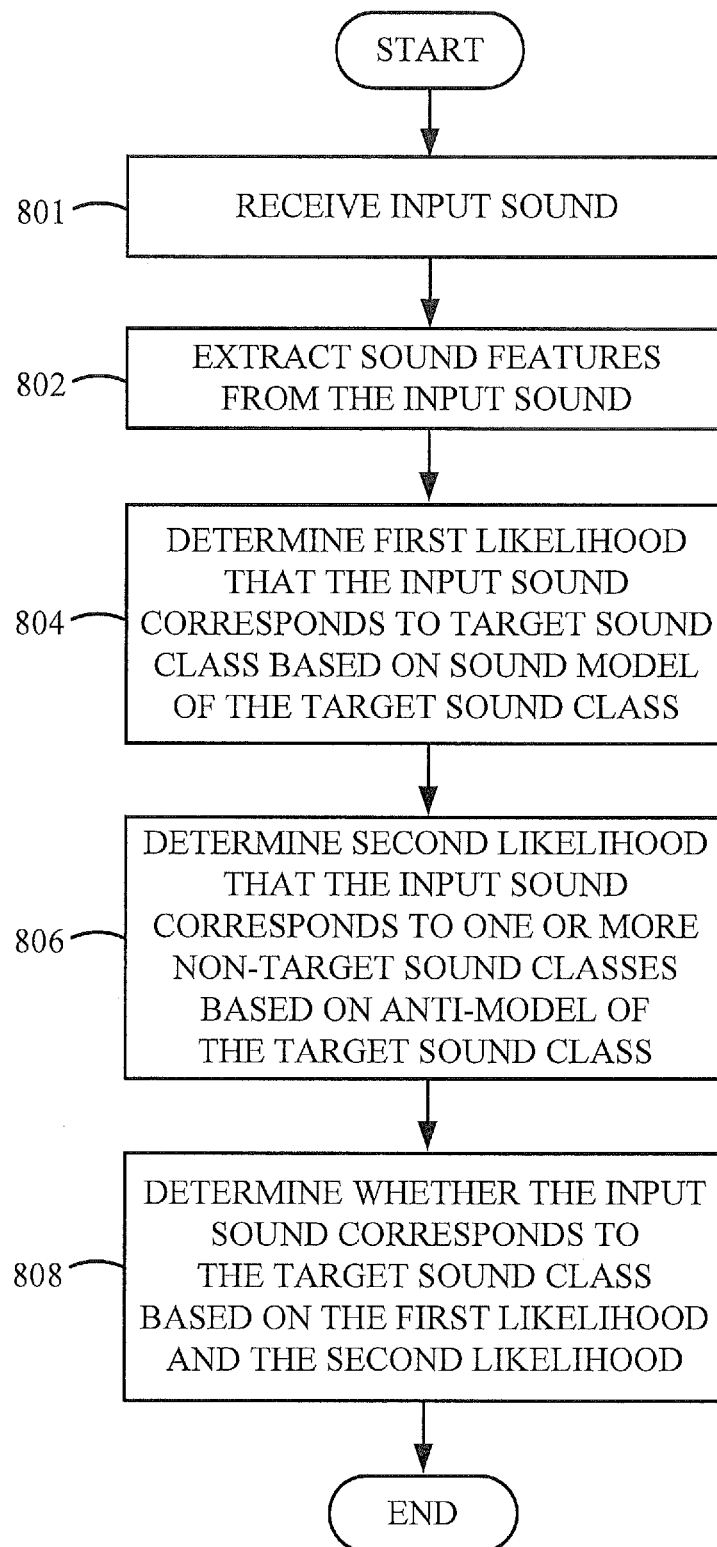 START
801
RECEIVE INPUT SOUND
802
EXTRACT SOUND FEATURES
FROM THE INPUT SOUND
804
DETERMINE FIRST LIKELIHOOD
THAT THE INPUT SOUND
CORRESPONDS TO TARGET SOUND
CLASS BASED ON SOUND MODEL
OF THE TARGET SOUND CLASS
806
DETERMINE SECOND LIKELIHOOD
THAT THE INPUT SOUND
CORRESPONDS TO ONE OR MORE
NON-TARGET SOUND CLASSES
BASED ON ANTI-MODEL OF
THE TARGET SOUND CLASS
808
DETERMINE WHETHER THE INPUT
SOUND CORRESPONDS TO
THE TARGET SOUND CLASS
BASED ON THE FIRST LIKELIHOOD
AND THE SECOND LIKELIHOOD
END